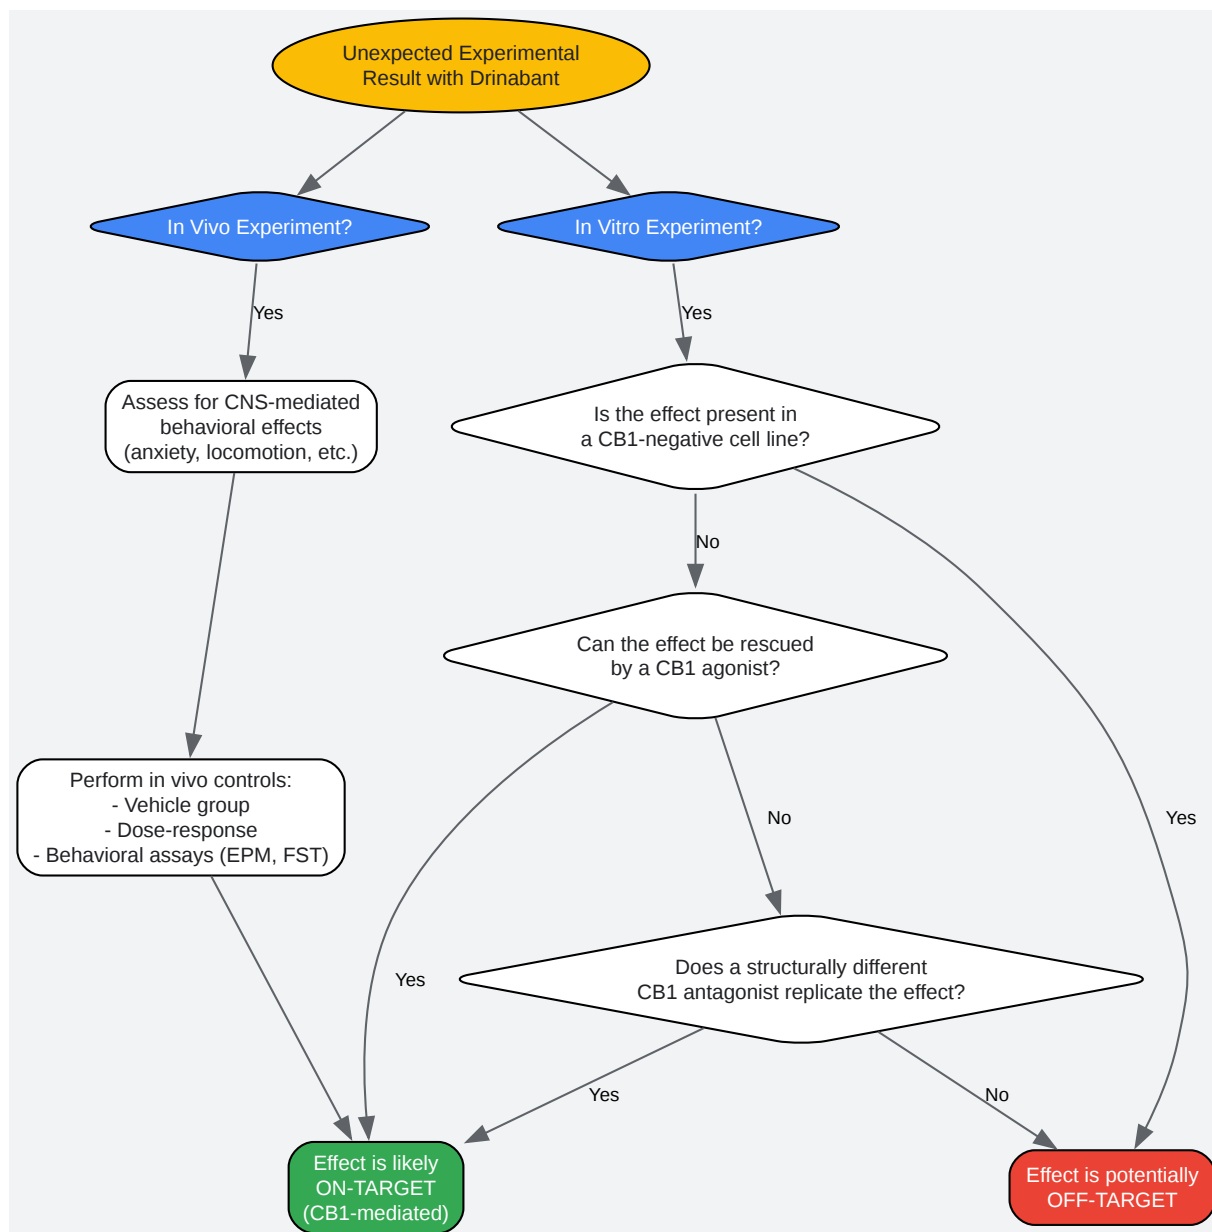 Unexpected Experimental
Result with Drinabant
In Vivo Experiment?
In Vitro Experiment?
Yes
Yes
Assess for CNS-mediated
behavioral effects
(anxiety, locomotion, etc.)
Is the effect present in
a CB1-negative cell line?
No
Can the effect be rescued
by a CB1 agonist?
Perform in vivo controls:
- Vehicle group
- Dose-response
- Behavioral assays (EPM, FST)
No
Yes
Yes
Does a structurally different
CB1 antagonist replicate the effect?
Yes
No
Effect is likely
ON-TARGET
(CB1-mediated)
Effect is potentially
OFF-TARGET